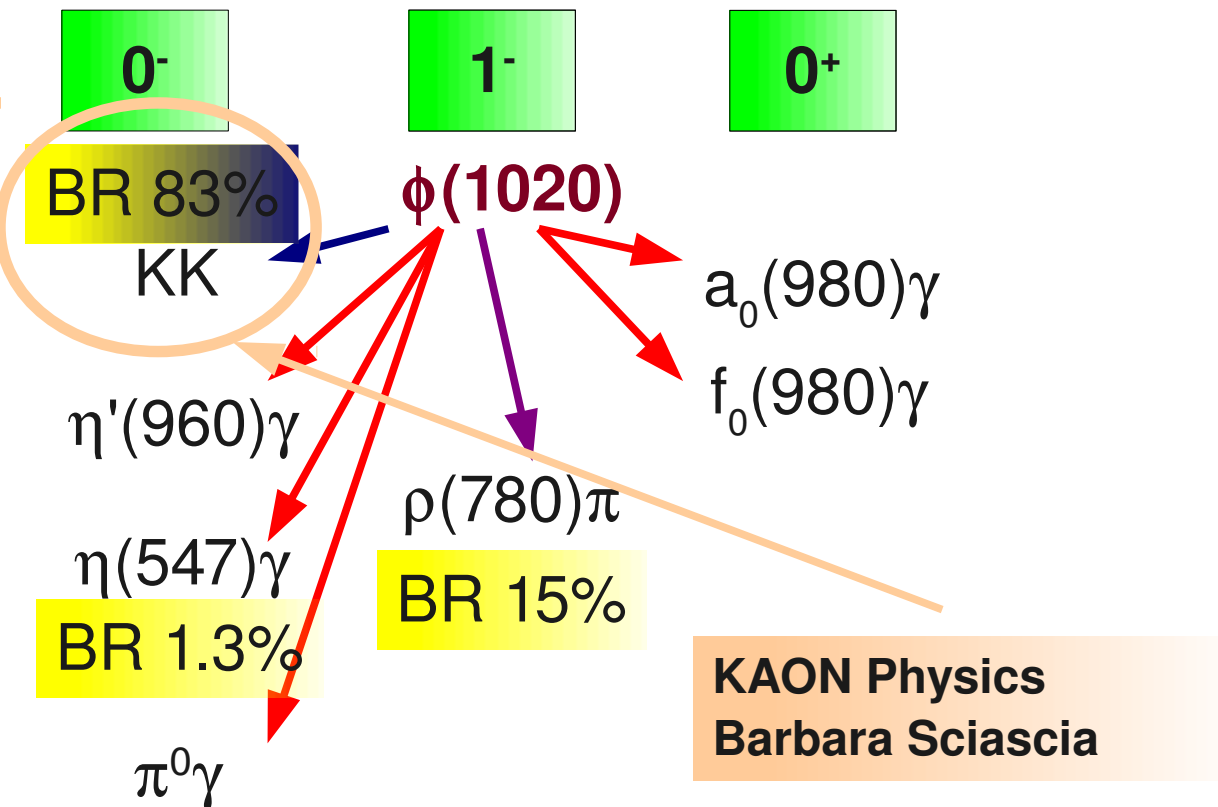 0⁻ 1⁻ 0⁺
BR 83%
ϕ(1020)
KK
a₀(980)γ
f₀(980)γ
η'(960)γ
ρ(780)π
η(547)γ
BR 15%
BR 1.3%
KAON Physics
Barbara Sciascia
π⁰γ